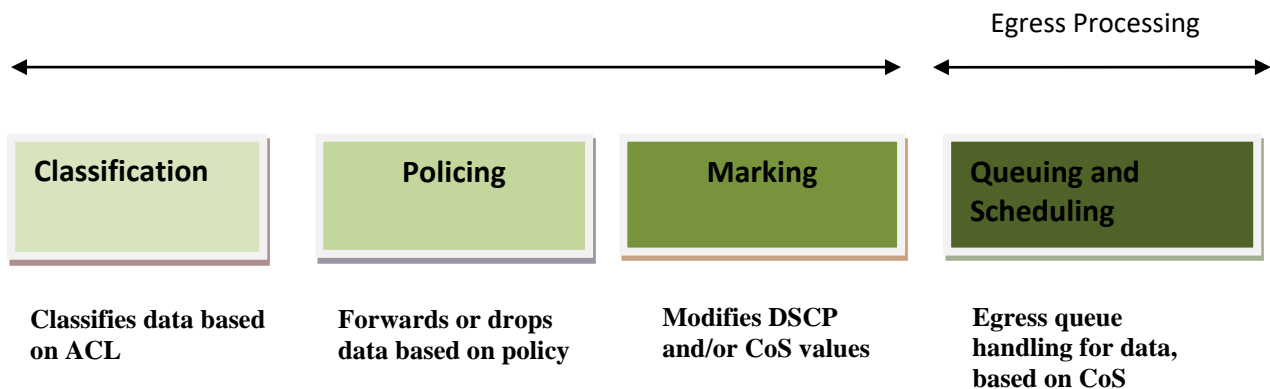 Egress Processing
Classification
Policing
Marking
Queuing and
Scheduling
Classifies data based
on ACL
Forwards or drops
data based on policy
Modifies DSCP
and/or CoS values
Egress queue
handling for data,
based on CoS